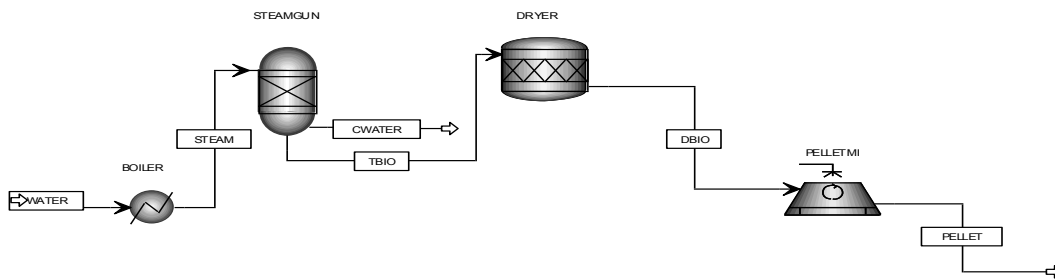 STEAMGUN
DRYER
STEAM
CWATER
TBIO
DBIO
BOILER
PELLETMI
WATER
PELLET